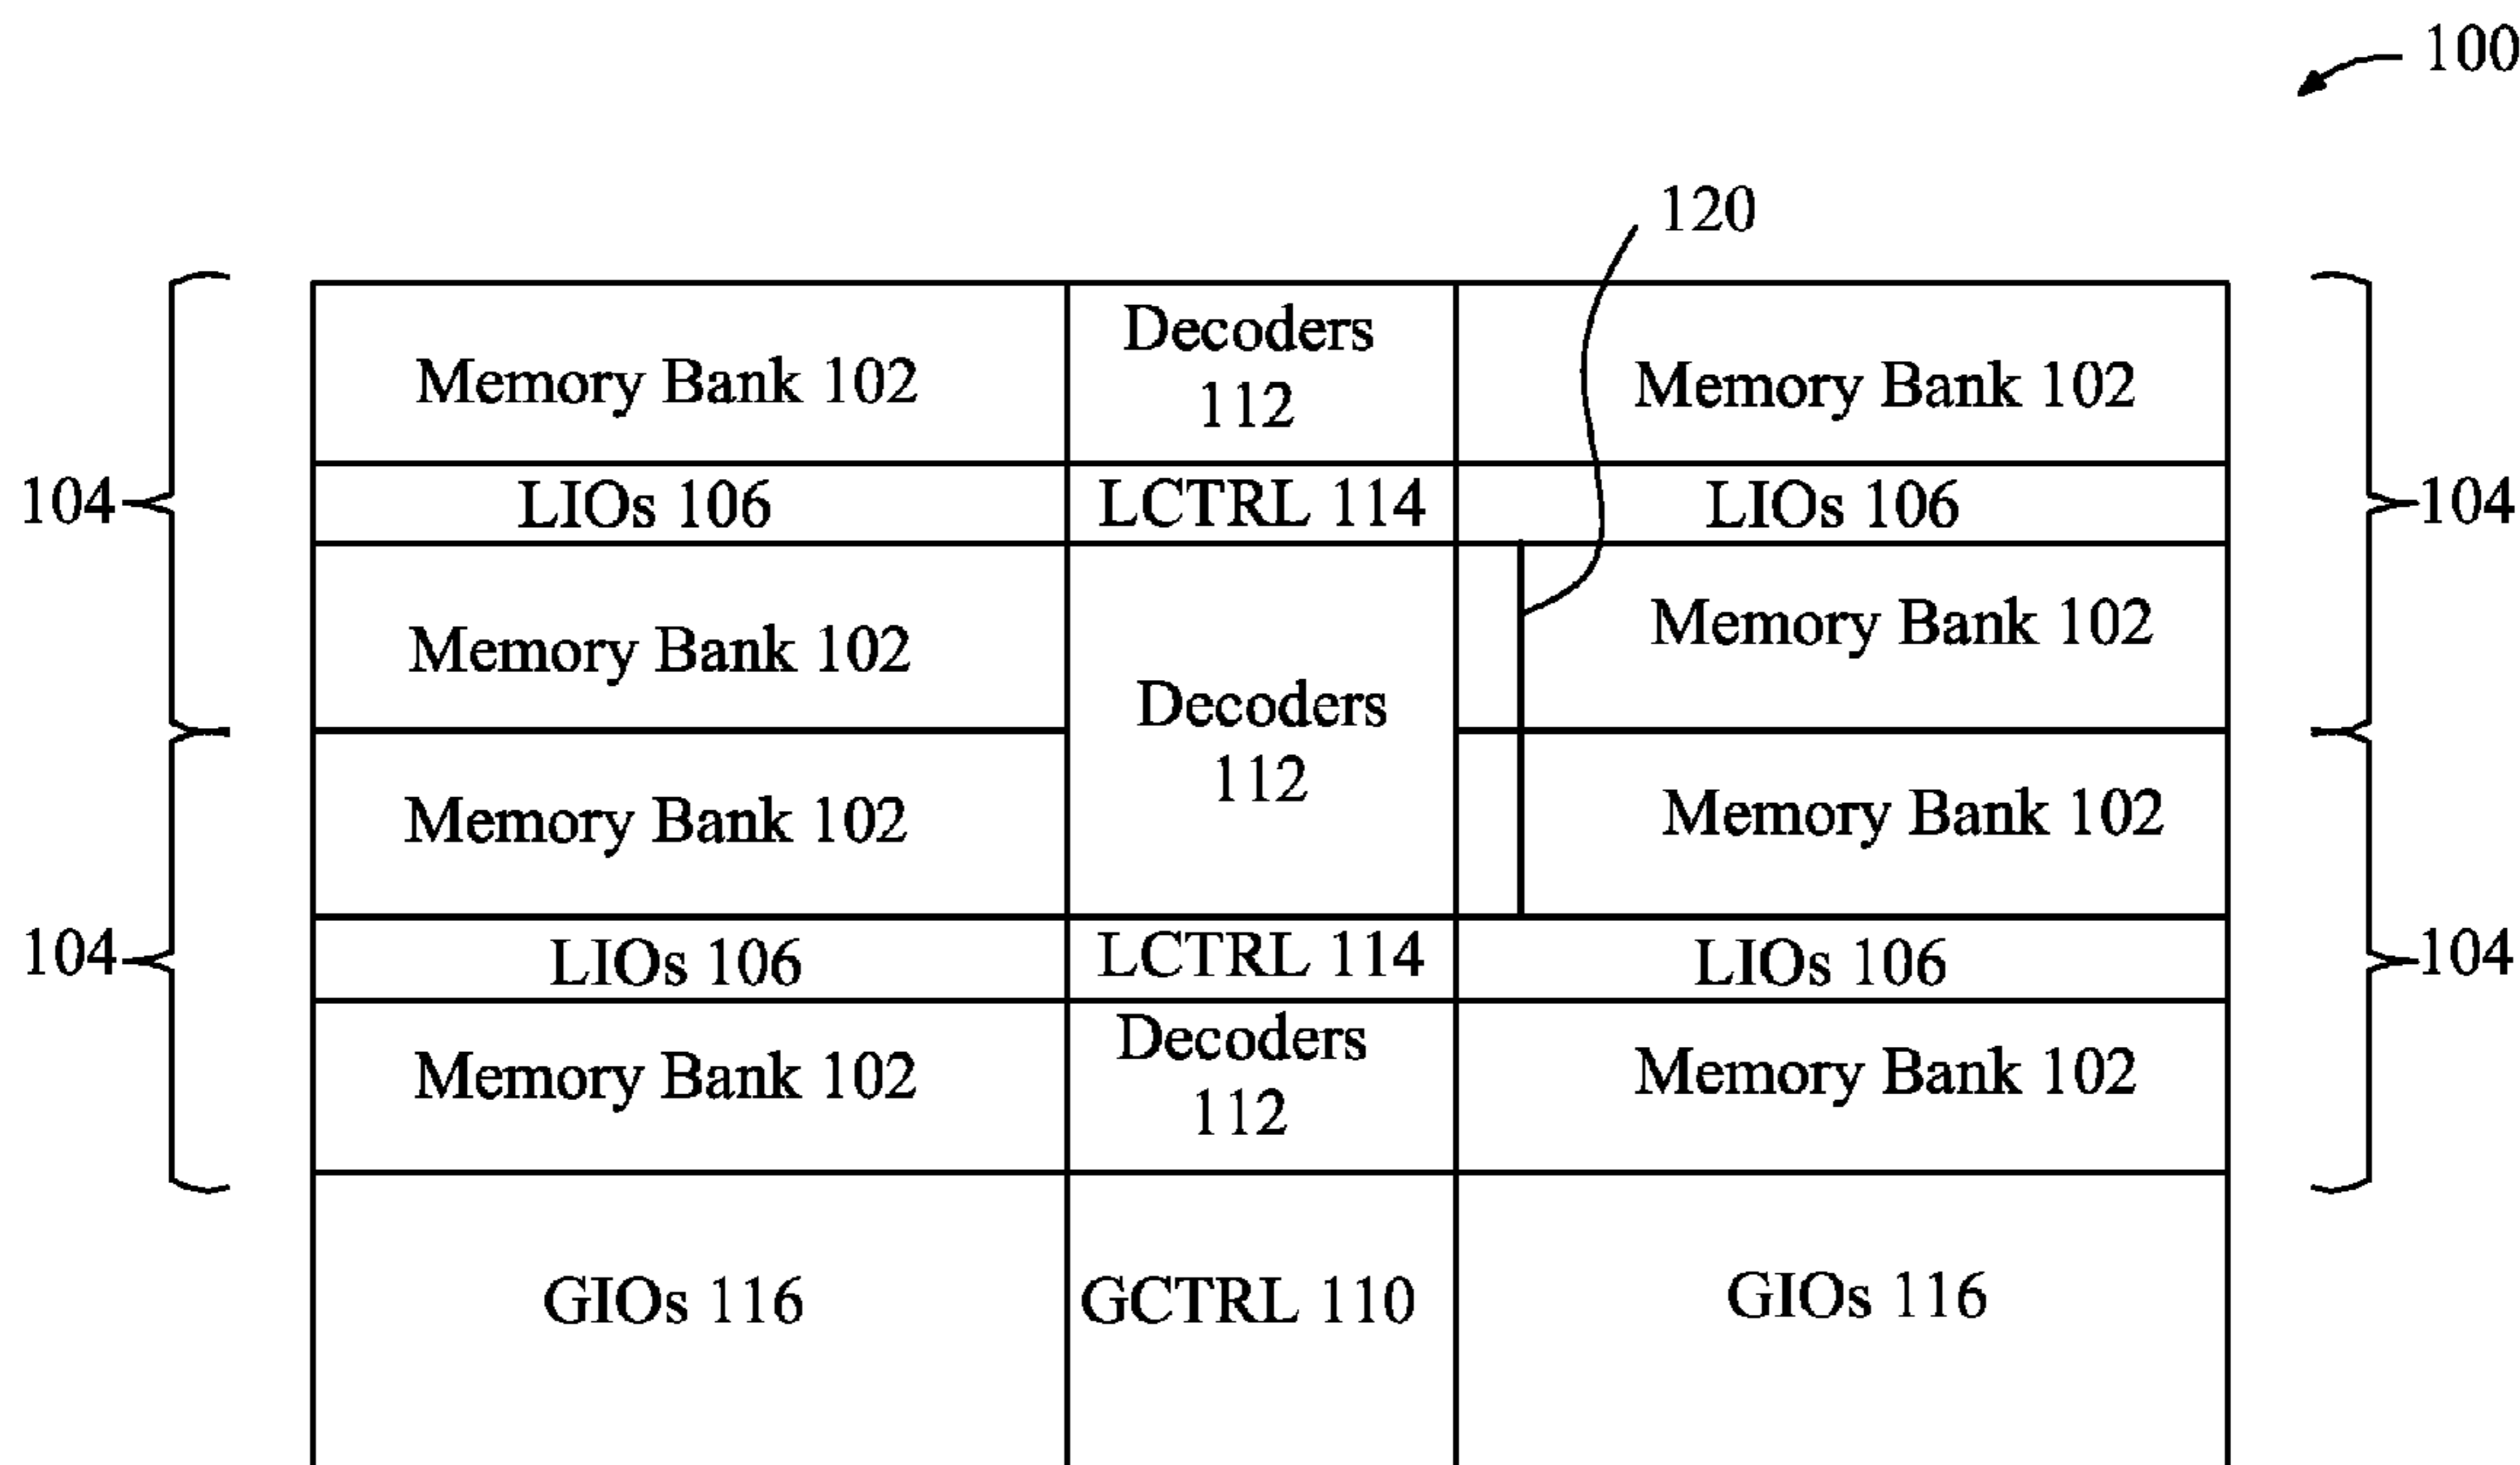 100
120
Memory Bank 102
Decoders
112
Memory Bank 102
104
LIOs 106
LCTRL 114
LIOs 106
104
Memory Bank 102
Decoders
112
Memory Bank 102
Memory Bank 102
Memory Bank 102
104
LIOs 106
LCTRL 114
LIOs 106
104
Memory Bank 102
Decoders
112
Memory Bank 102
GIOs 116
GCTRL 110
GIOs 116